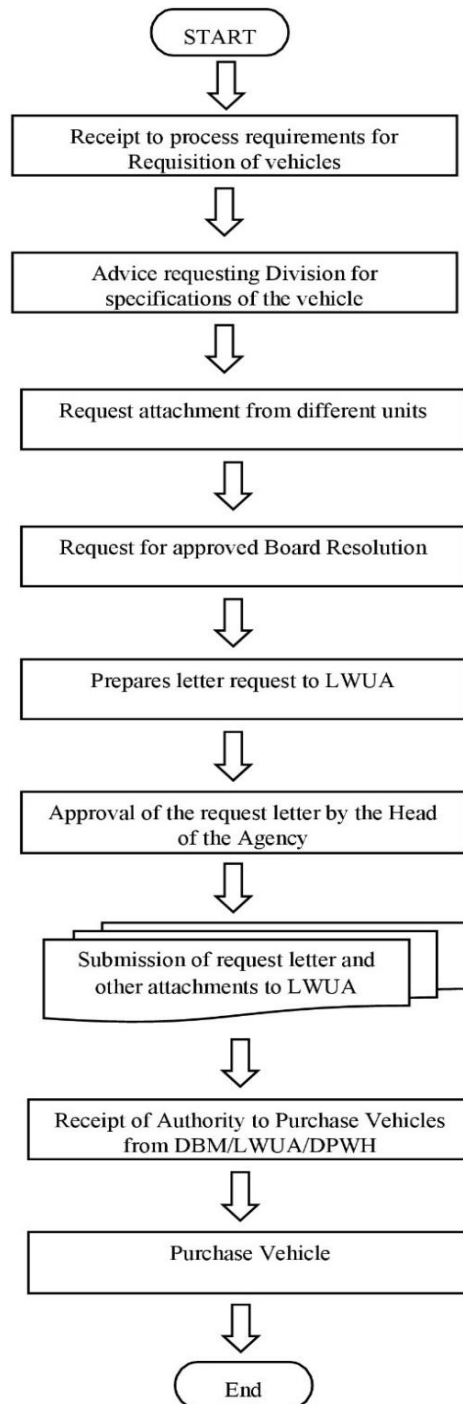 START
Receipt to process requirements for
Requisition of vehicles
Advice requesting Division for
specifications of the vehicle
Request attachment from different units
Request for approved Board Resolution
Prepares letter request to LWUA
Approval of the request letter by the Head
of the Agency
Submission of request letter and
other attachments to LWUA
Receipt of Authority to Purchase Vehicles
from DBM/LWUA/DPWH
Purchase Vehicle
End